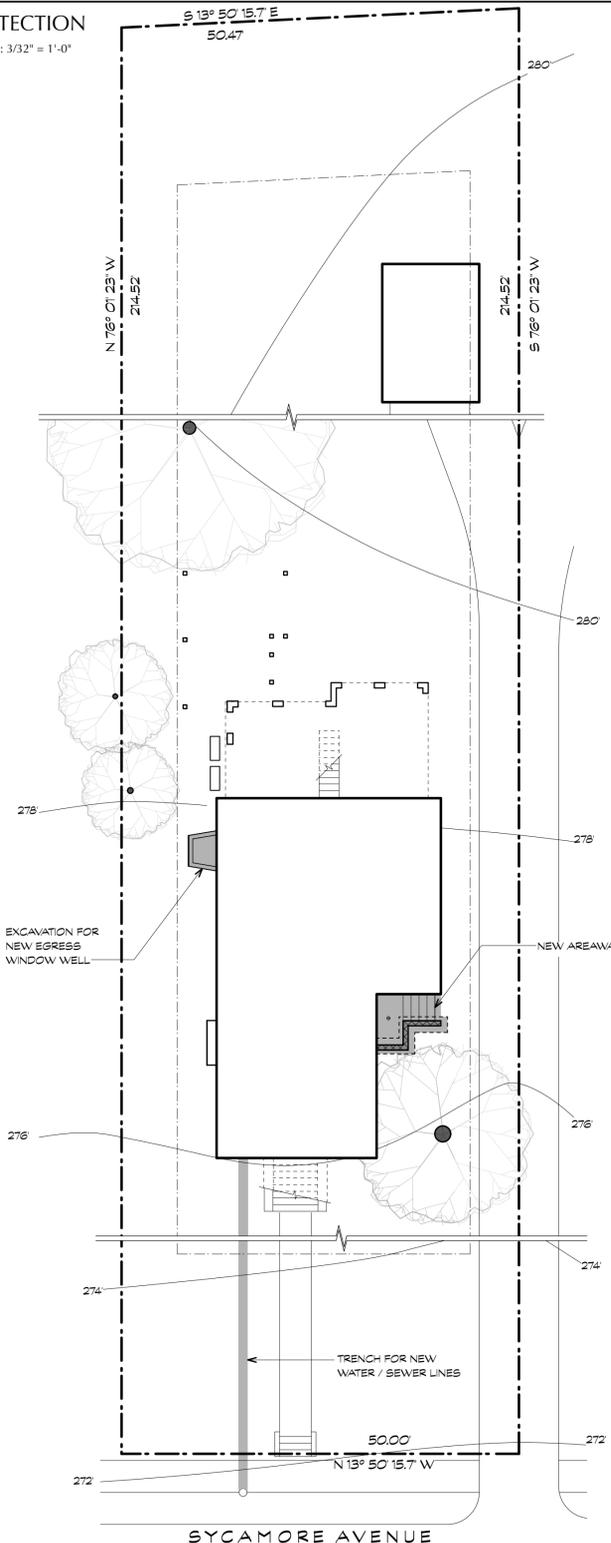 TECTION
: 3/32" = 1'-0"
S 13° 50' 15.7" E
50.47
280'
N 76° 01' 23" W
214.52'
214.52'
S 76° 01' 23" W
280'
278'
278'
EXCAVATION FOR
NEW EGRESS
WINDOW WELL
NEW AREAWA
276'
276'
274'
274'
TRENCH FOR NEW
WATER / SEWER LINES
50.00'
272'
N 13° 50' 15.7" W
272'
SYCAMORE AVENUE